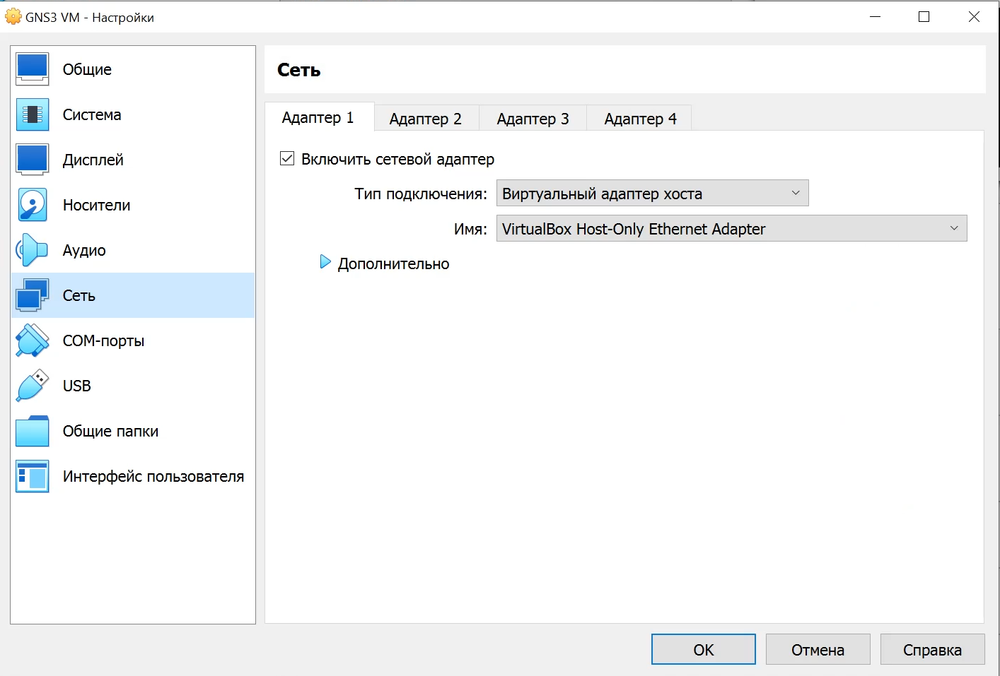 GNS3 VM - Настройки
Общие
Система
Дисплей
Носители
Аудио
Сеть
COM-порты
USB
Общие папки
Интерфейс пользователя
Сеть
Адаптер 1
Адаптер 2
Адаптер 3
Адаптер 4
Включить сетевой адаптер
Тип подключения: Виртуальный адаптер хоста
Имя: VirtualBox Host-Only Ethernet Adapter
Дополнительно
OK
Отмена
Справка